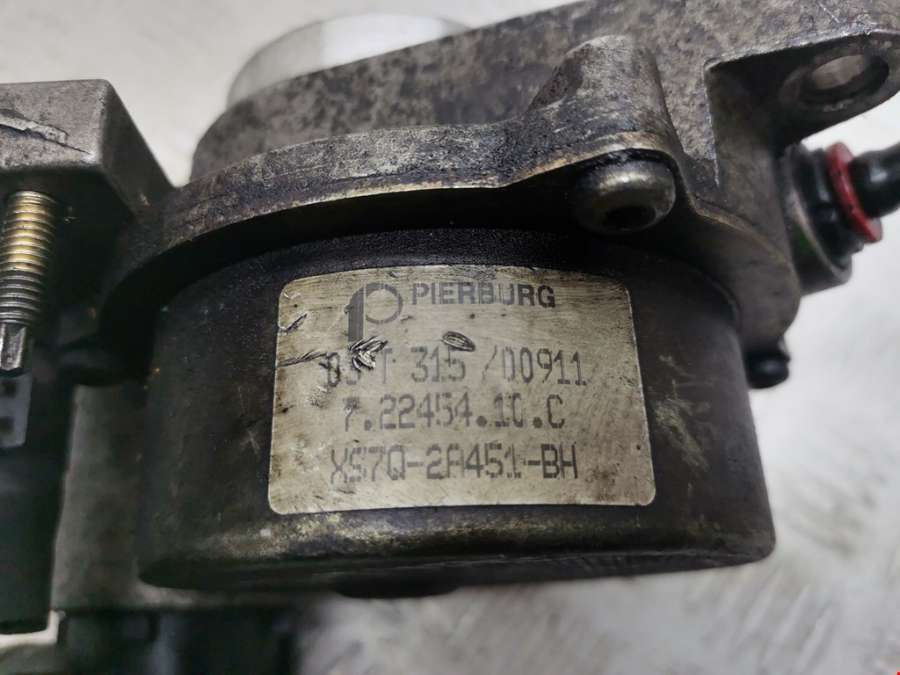 PIERBURG
315 /00911
7.22454.10.C
XS7Q-2A451-BH